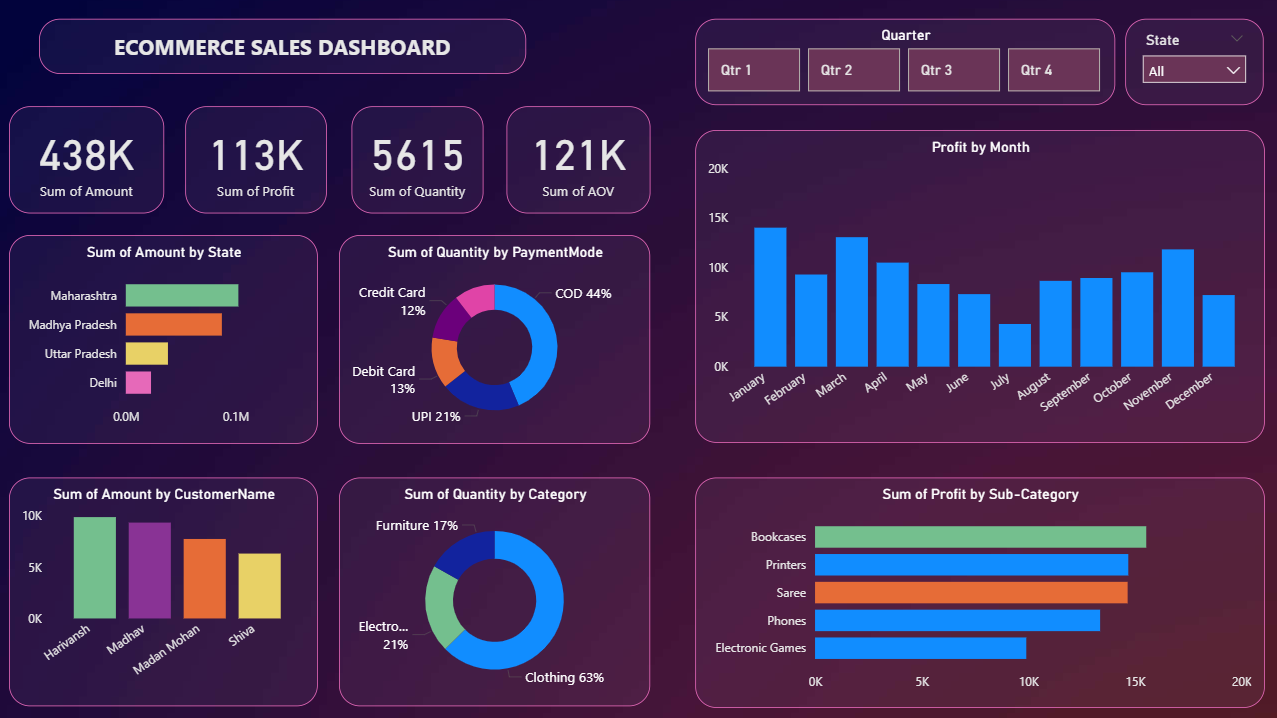 ECOMMERCE SALES DASHBOARD
Quarter
Qtr 1
Qtr 2
Qtr 3
Qtr 4
State
All
438K
Sum of Amount
113K
Sum of Profit
5615
Sum of Quantity
121K
Sum of AOV
Profit by Month
20K
15K
10K
5K
0K
January
February
March
April
May
June
July
August
September
October
November
December
Sum of Amount by State
Maharashtra
Madhya Pradesh
Uttar Pradesh
Delhi
0.0M
0.1M
Sum of Quantity by PaymentMode
COD 44%
Credit Card
12%
Debit Card
13%
UPI 21%
Sum of Amount by CustomerName
10K
5K
0K
Harivansh
Madhav
Madan Mohan
Shiva
Sum of Quantity by Category
Furniture 17%
Electro...
21%
Clothing 63%
Sum of Profit by Sub-Category
Bookcases
Printers
Saree
Phones
Electronic Games
0K
5K
10K
15K
20K